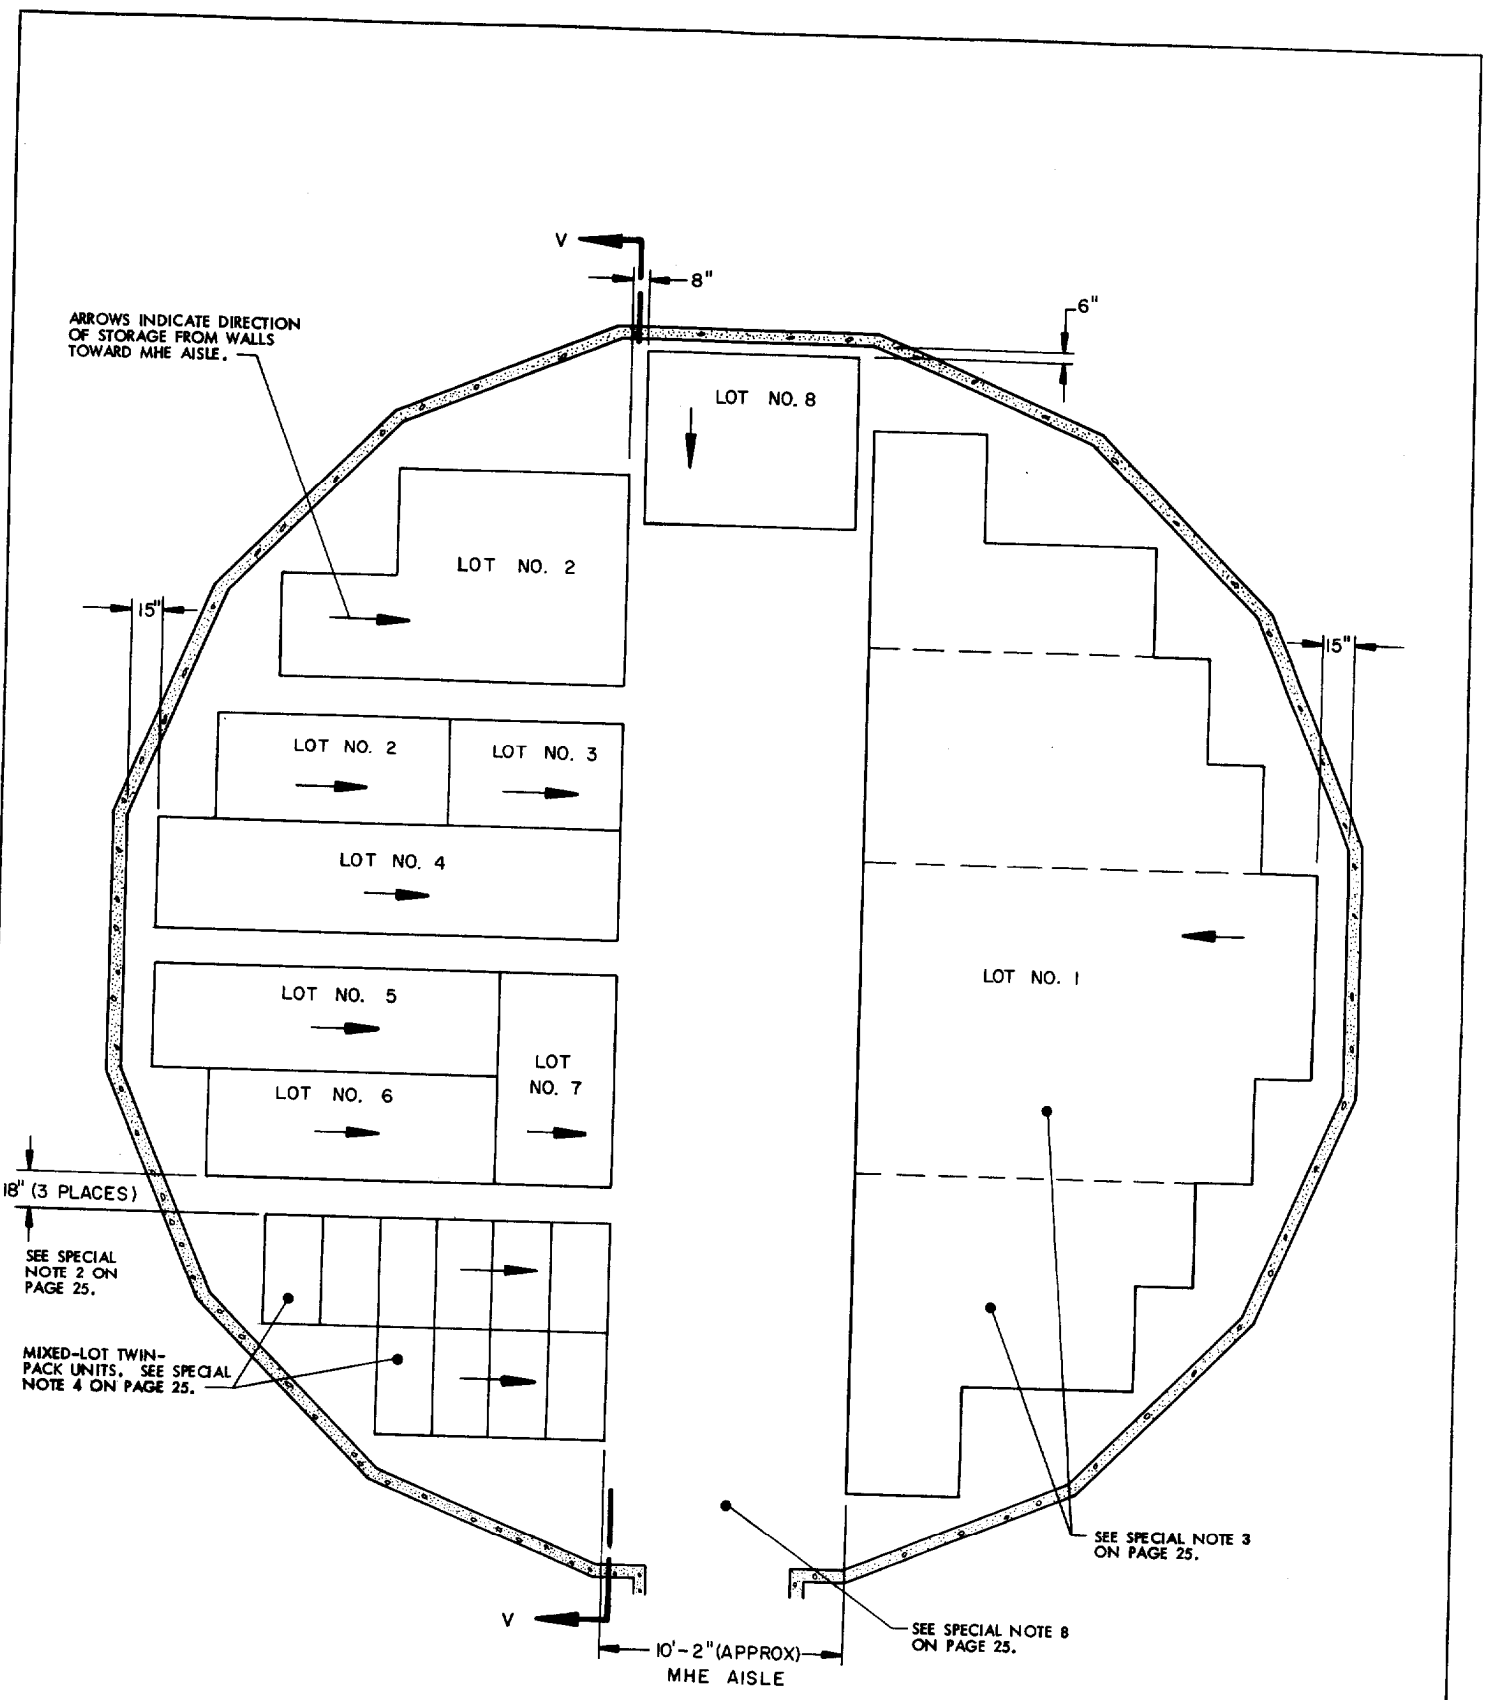 V
8"
6"
ARROWS INDICATE DIRECTION
OF STORAGE FROM WALLS
TOWARD MHE AISLE.
LOT NO. 8
LOT NO. 2
15"
15"
LOT NO. 2
LOT NO. 3
LOT NO. 4
LOT NO. 1
LOT NO. 5
LOT
NO. 7
LOT NO. 6
18" (3 PLACES)
SEE SPECIAL
NOTE 2 ON
PAGE 25.
MIXED-LOT TWIN-
PACK UNITS. SEE SPECIAL
NOTE 4 ON PAGE 25.
SEE SPECIAL NOTE 3
ON PAGE 25.
V
SEE SPECIAL NOTE 8
ON PAGE 25.
10'-2" (APPROX)
MHE AISLE